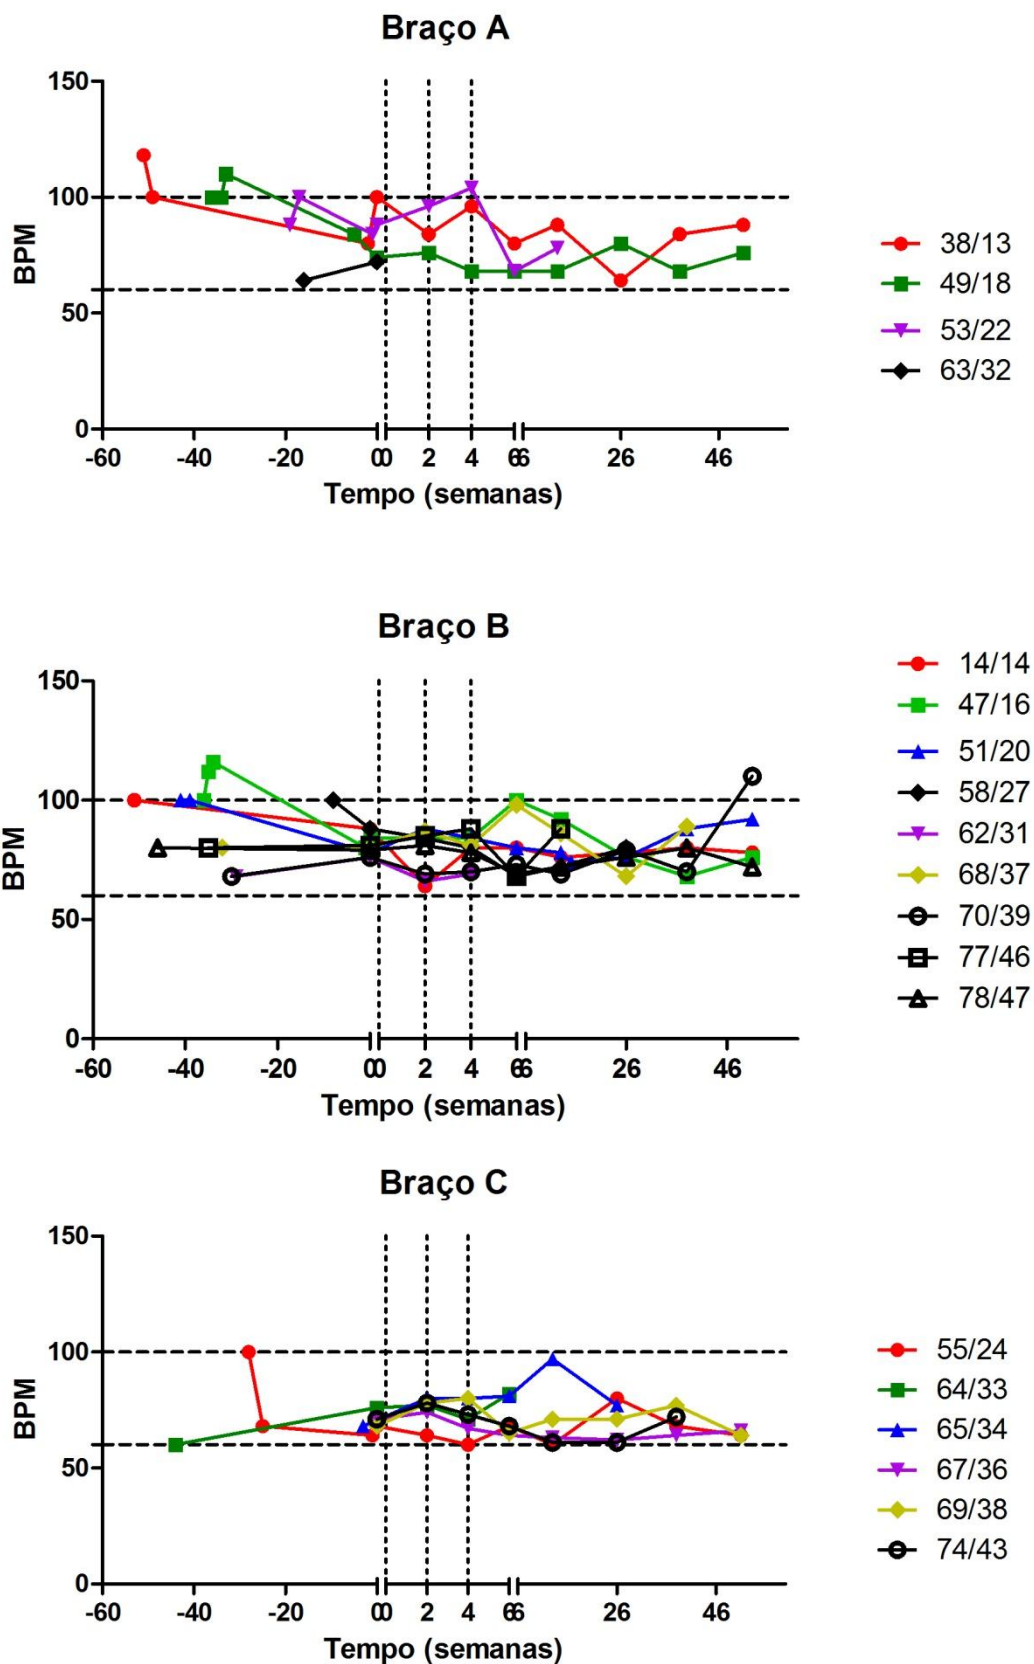 Braço A
150
100
50
0
BPM
-60 -40 -20 0 0 2 4 6 6 26 46
Tempo (semanas)
38/13
49/18
53/22
63/32
Braço B
150
100
50
0
BPM
-60 -40 -20 0 0 2 4 6 6 26 46
Tempo (semanas)
14/14
47/16
51/20
58/27
62/31
68/37
70/39
77/46
78/47
Braço C
150
100
50
0
BPM
-60 -40 -20 0 0 2 4 6 6 26 46
Tempo (semanas)
55/24
64/33
65/34
67/36
69/38
74/43